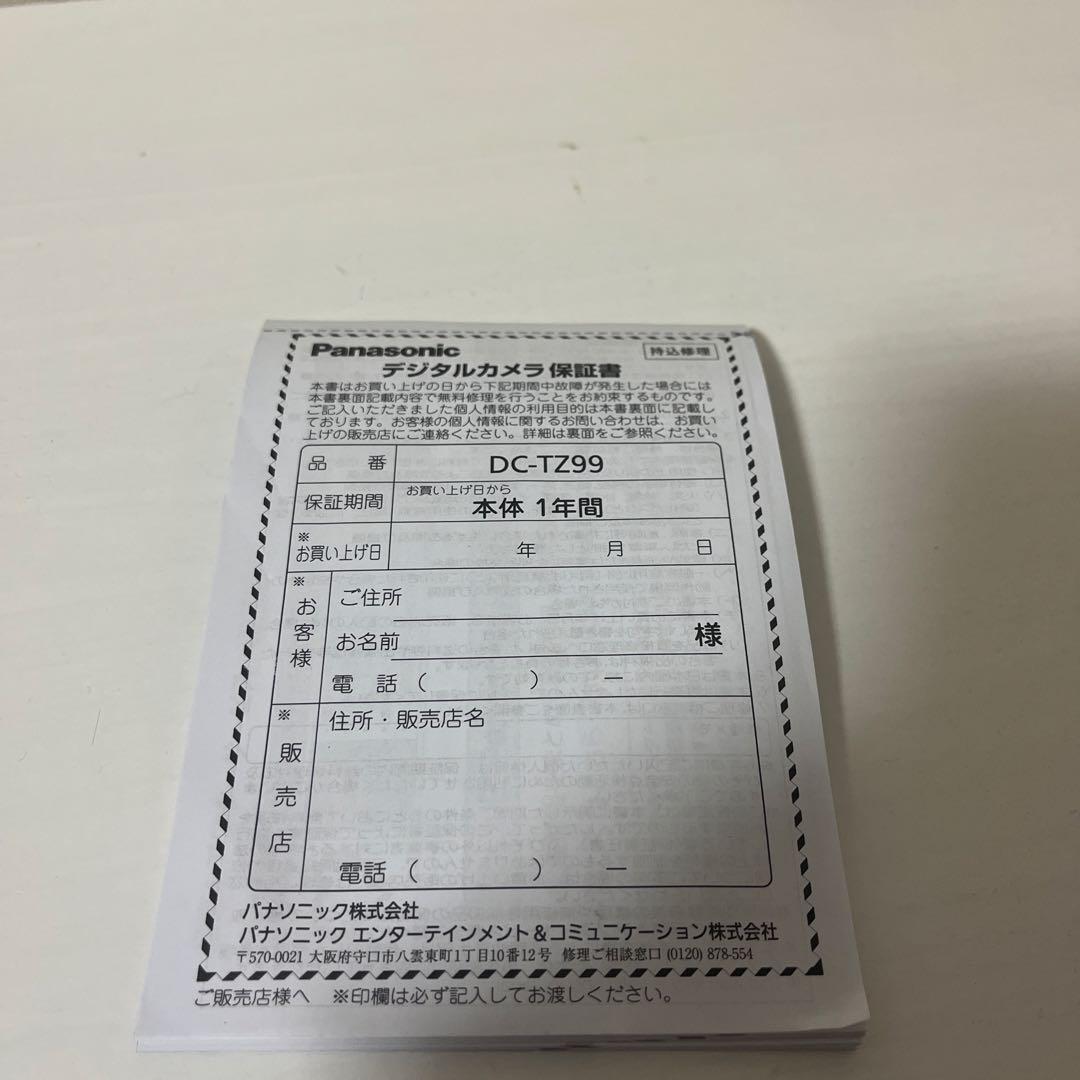 Panasonic
持込修理
デジタルカメラ保証書
本書はお買い上げの日から下記期間中故障が発生した場合には
本書裏面記載内容で無料修理を行うことをお約束するものです。
ご記入いただきました個人情報の利用目的は本書裏面に記載し
ております。お客様の個人情報に関するお問い合わせは、お買い
上げの販売店にご連絡ください。詳細は裏面をご参照ください。
品 番 DC-TZ99
保証期間 お買い上げ日から
本体 1年間
※
お買い上げ日 年 月 日
※
お客様
ご住所
お名前 様
電 話 ( ) ー
※
販売店
住所・販売店名
電話 ( ) ー
パナソニック株式会社
パナソニック エンターテインメント&コミュニケーション株式会社
〒570-0021 大阪府守口市八雲東町1丁目10番12号 修理ご相談窓口 (0120) 878-554
ご販売店様へ ※印欄は必ず記入してお渡しください。